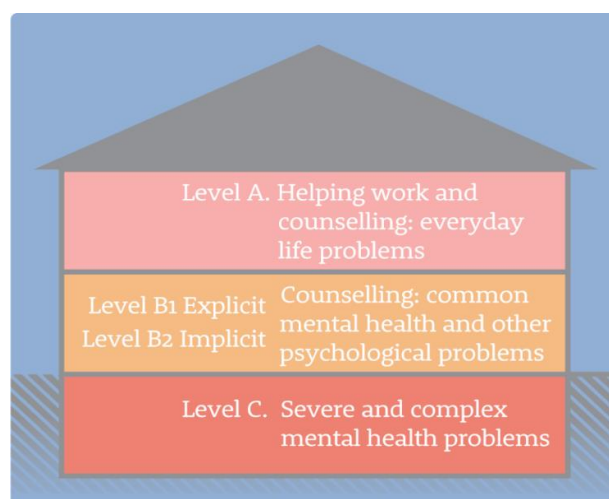 Level A. Helping work and
counselling: everyday
life problems
Level B1 Explicit
Level B2 Implicit
Counselling: common
mental health and other
psychological problems
Level C. Severe and complex
mental health problems